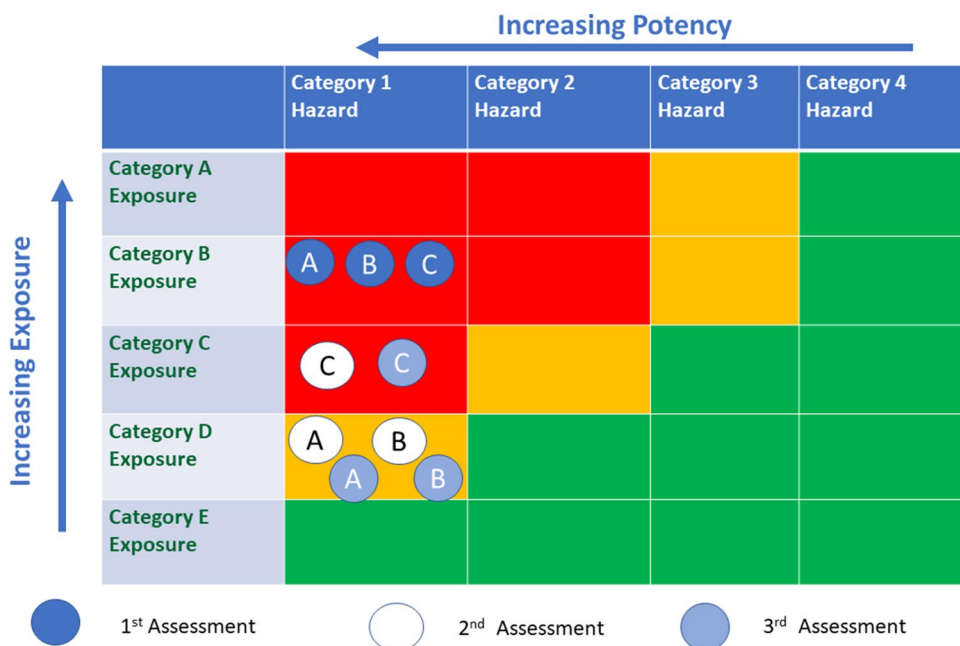 Increasing Potency
Category 1
Hazard
Category 2
Hazard
Category 3
Hazard
Category 4
Hazard
Increasing Exposure
Category A
Exposure
Category B
Exposure
A B C
Category C
Exposure
C C
Category D
Exposure
A B
A B
Category E
Exposure
1st Assessment
2nd Assessment
3rd Assessment